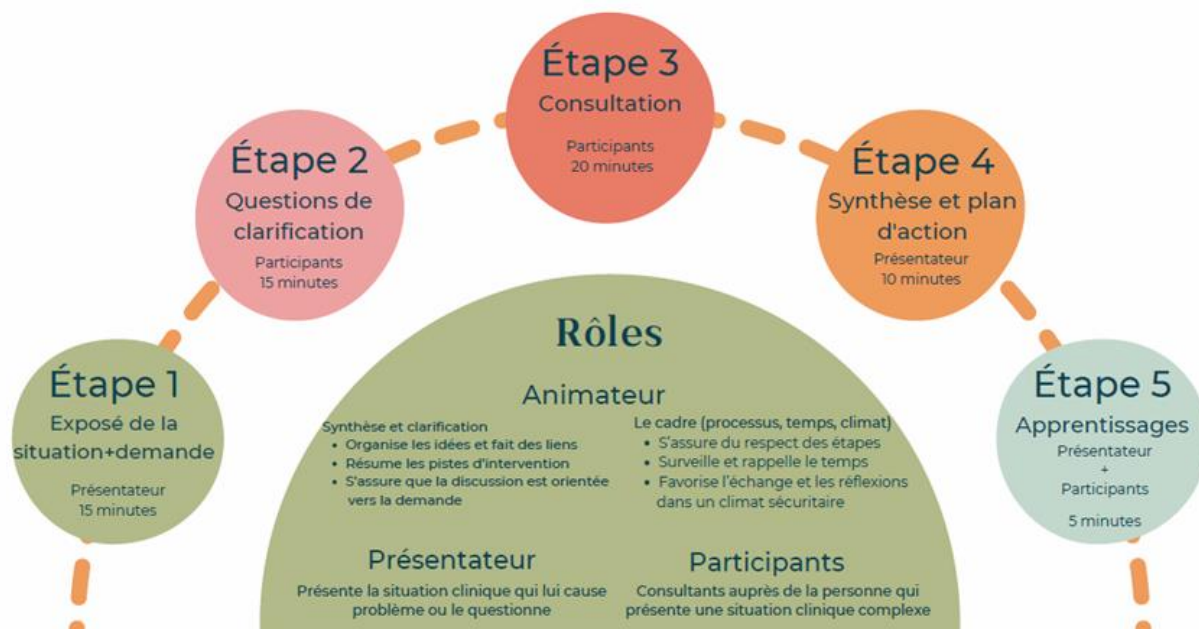 Étape 1
Exposé de la
situation+demande
Présentateur
15 minutes
Étape 2
Questions de
clarification
Participants
15 minutes
Étape 3
Consultation
Participants
20 minutes
Étape 4
Synthèse et plan
d'action
Présentateur
10 minutes
Étape 5
Apprentissages
Présentateur
+
Participants
5 minutes
Rôles
Animateur
Synthèse et clarification
• Organise les idées et fait des liens
• Résume les pistes d'intervention
• S'assure que la discussion est orientée
vers la demande
Le cadre (processus, temps, climat)
• S'assure du respect des étapes
• Surveille et rappelle le temps
• Favorise l'échange et les réflexions
dans un climat sécuritaire
Présentateur
Présente la situation clinique qui lui cause
problème ou le questionne
Participants
Consultants auprès de la personne qui
présente une situation clinique complexe